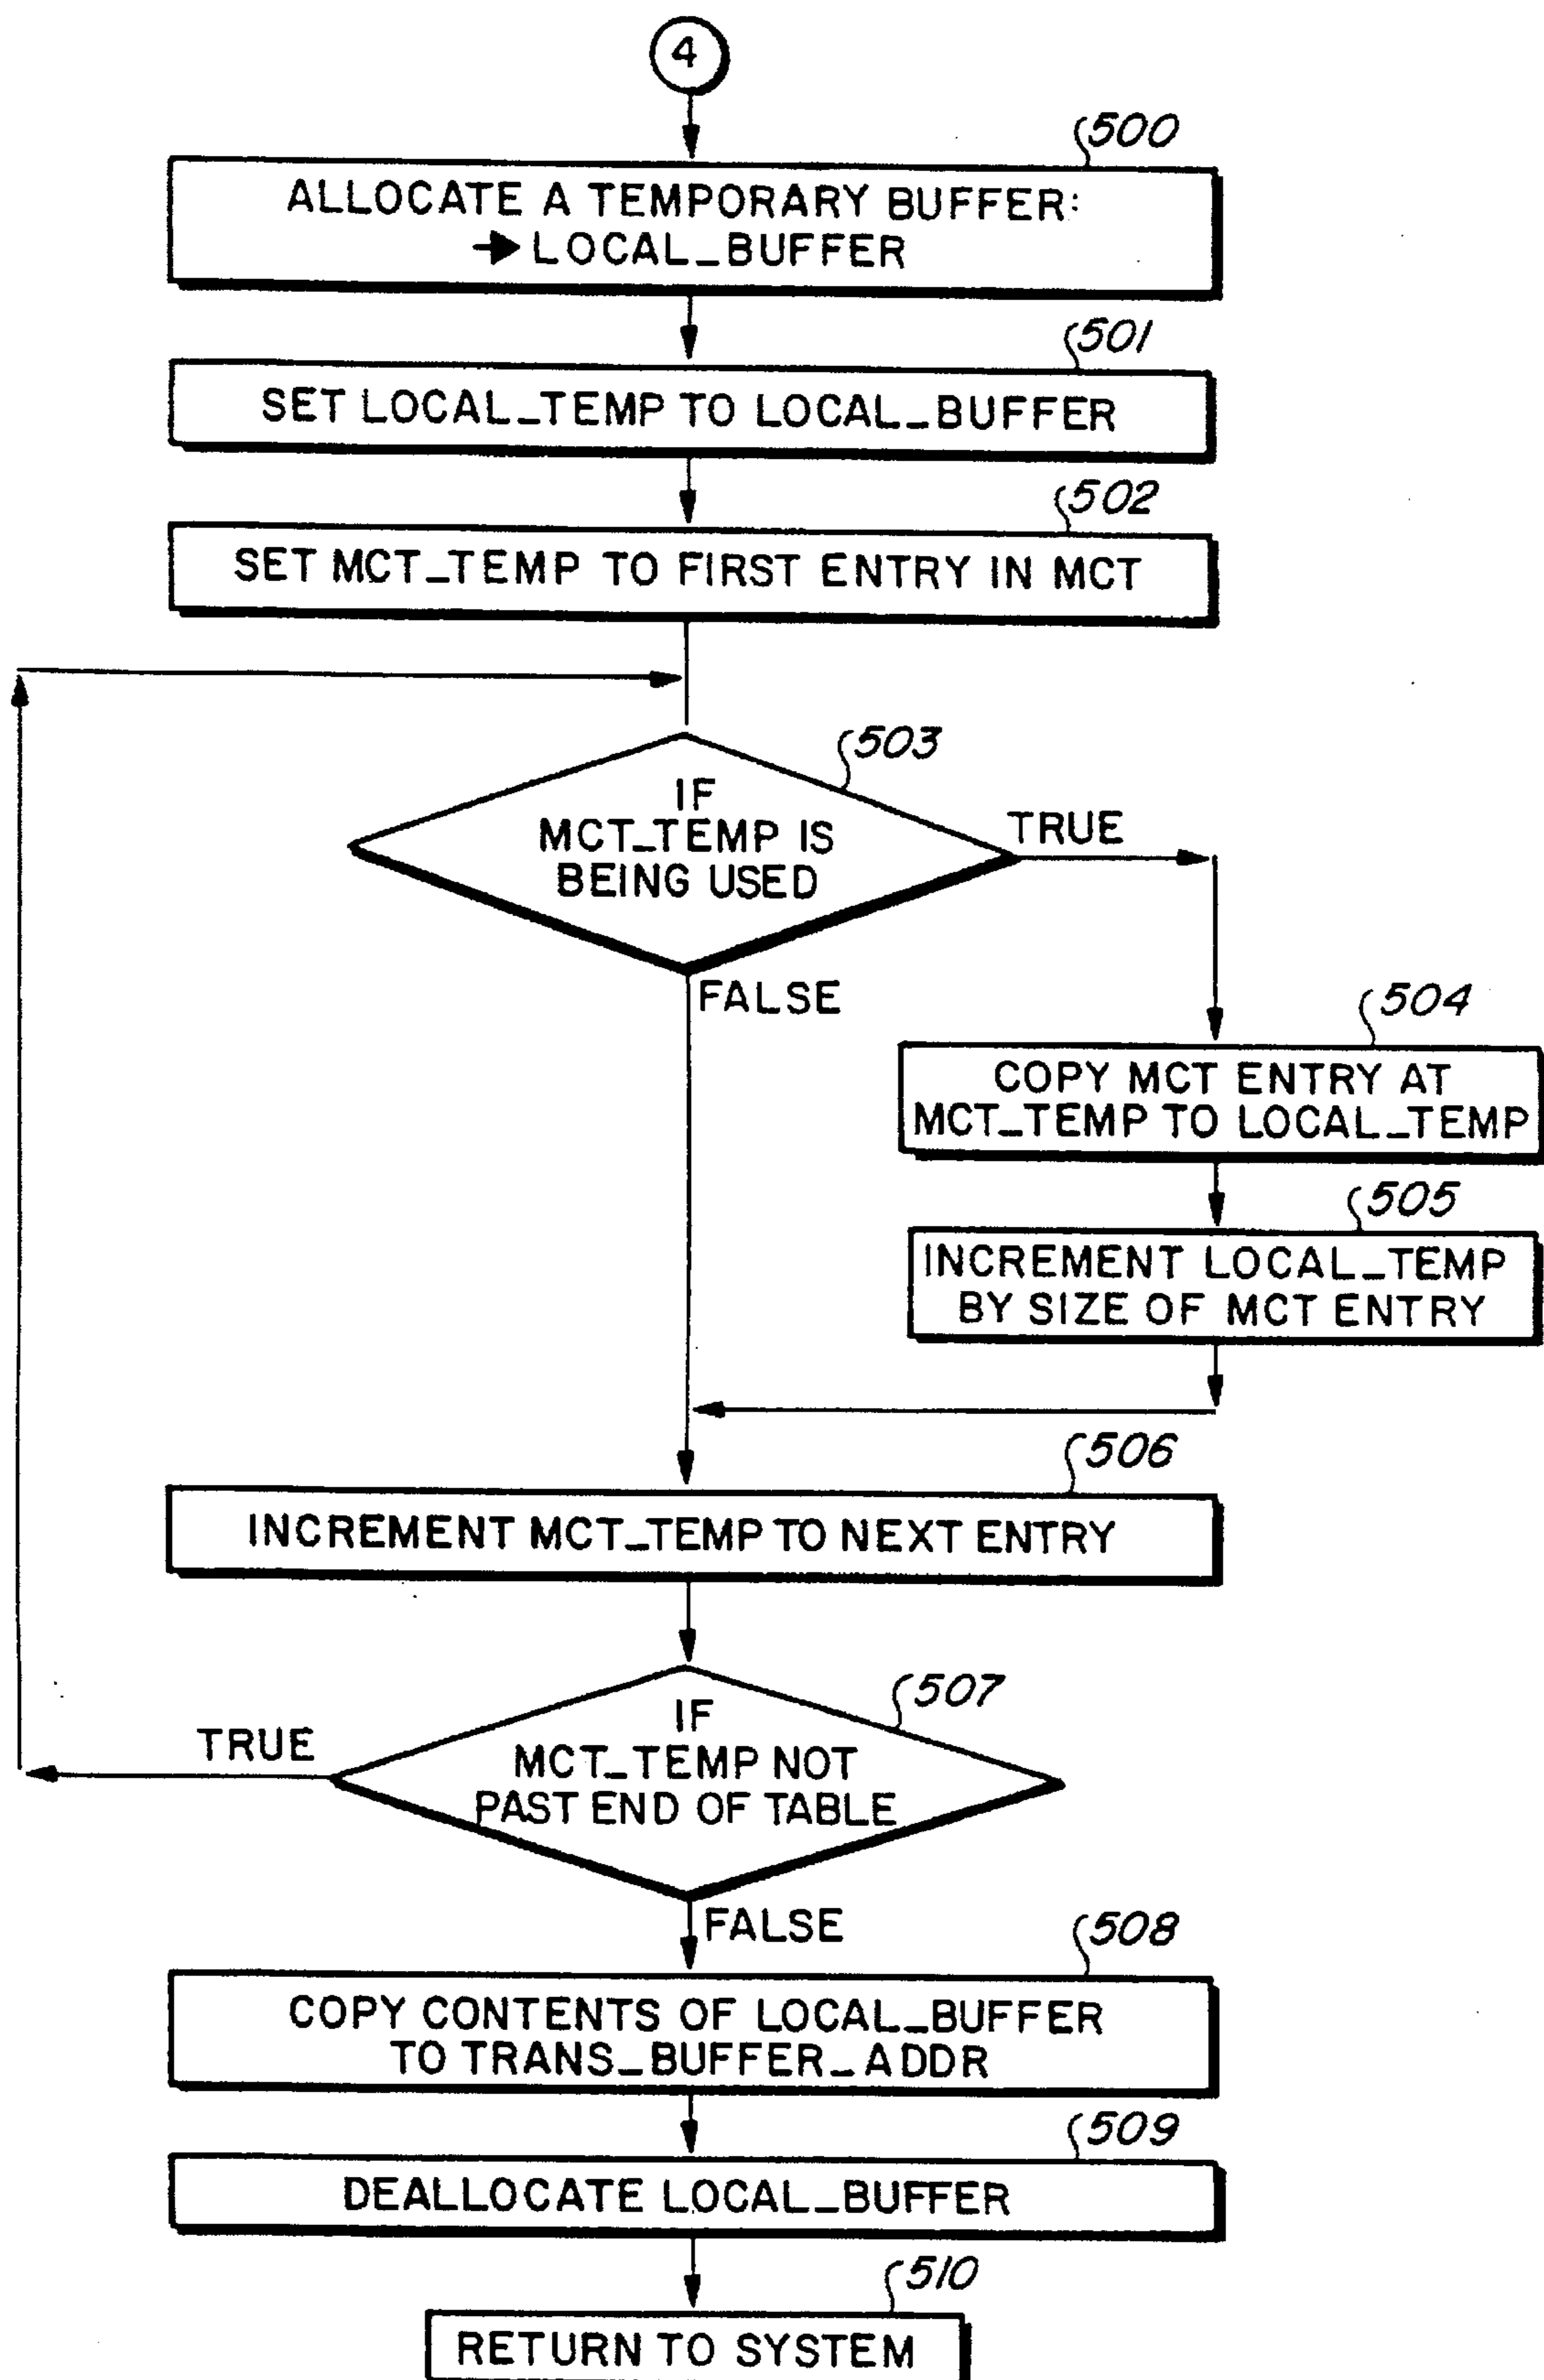 4
500
ALLOCATE A TEMPORARY BUFFER:
→ LOCAL_BUFFER
501
SET LOCAL_TEMP TO LOCAL_BUFFER
502
SET MCT_TEMP TO FIRST ENTRY IN MCT
503
IF
MCT_TEMP IS
BEING USED
TRUE
FALSE
504
COPY MCT ENTRY AT
MCT_TEMP TO LOCAL_TEMP
505
INCREMENT LOCAL_TEMP
BY SIZE OF MCT ENTRY
506
INCREMENT MCT_TEMP TO NEXT ENTRY
507
IF
MCT_TEMP NOT
PAST END OF TABLE
TRUE
FALSE
508
COPY CONTENTS OF LOCAL_BUFFER
TO TRANS_BUFFER_ADDR
509
DEALLOCATE LOCAL_BUFFER
510
RETURN TO SYSTEM